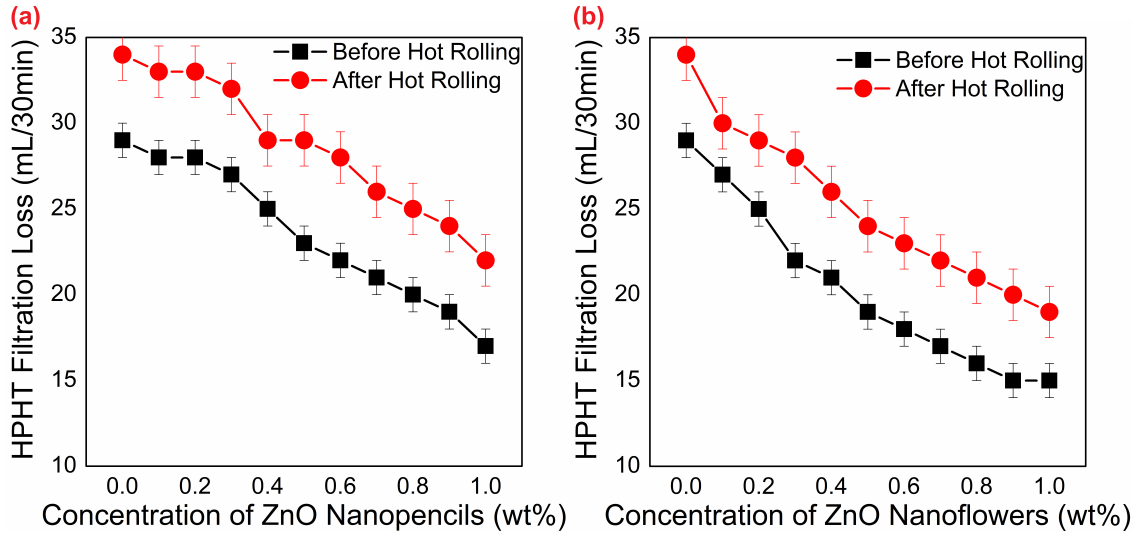 (a)
HPHT Filtration Loss (mL/30min)
35
30
25
20
15
10
Before Hot Rolling
After Hot Rolling
0.0 0.2 0.4 0.6 0.8 1.0
Concentration of ZnO Nanopencils (wt%)
(b)
HPHT Filtration Loss (mL/30min)
35
30
25
20
15
10
Before Hot Rolling
After Hot Rolling
0.0 0.2 0.4 0.6 0.8 1.0
Concentration of ZnO Nanoflowers (wt%)